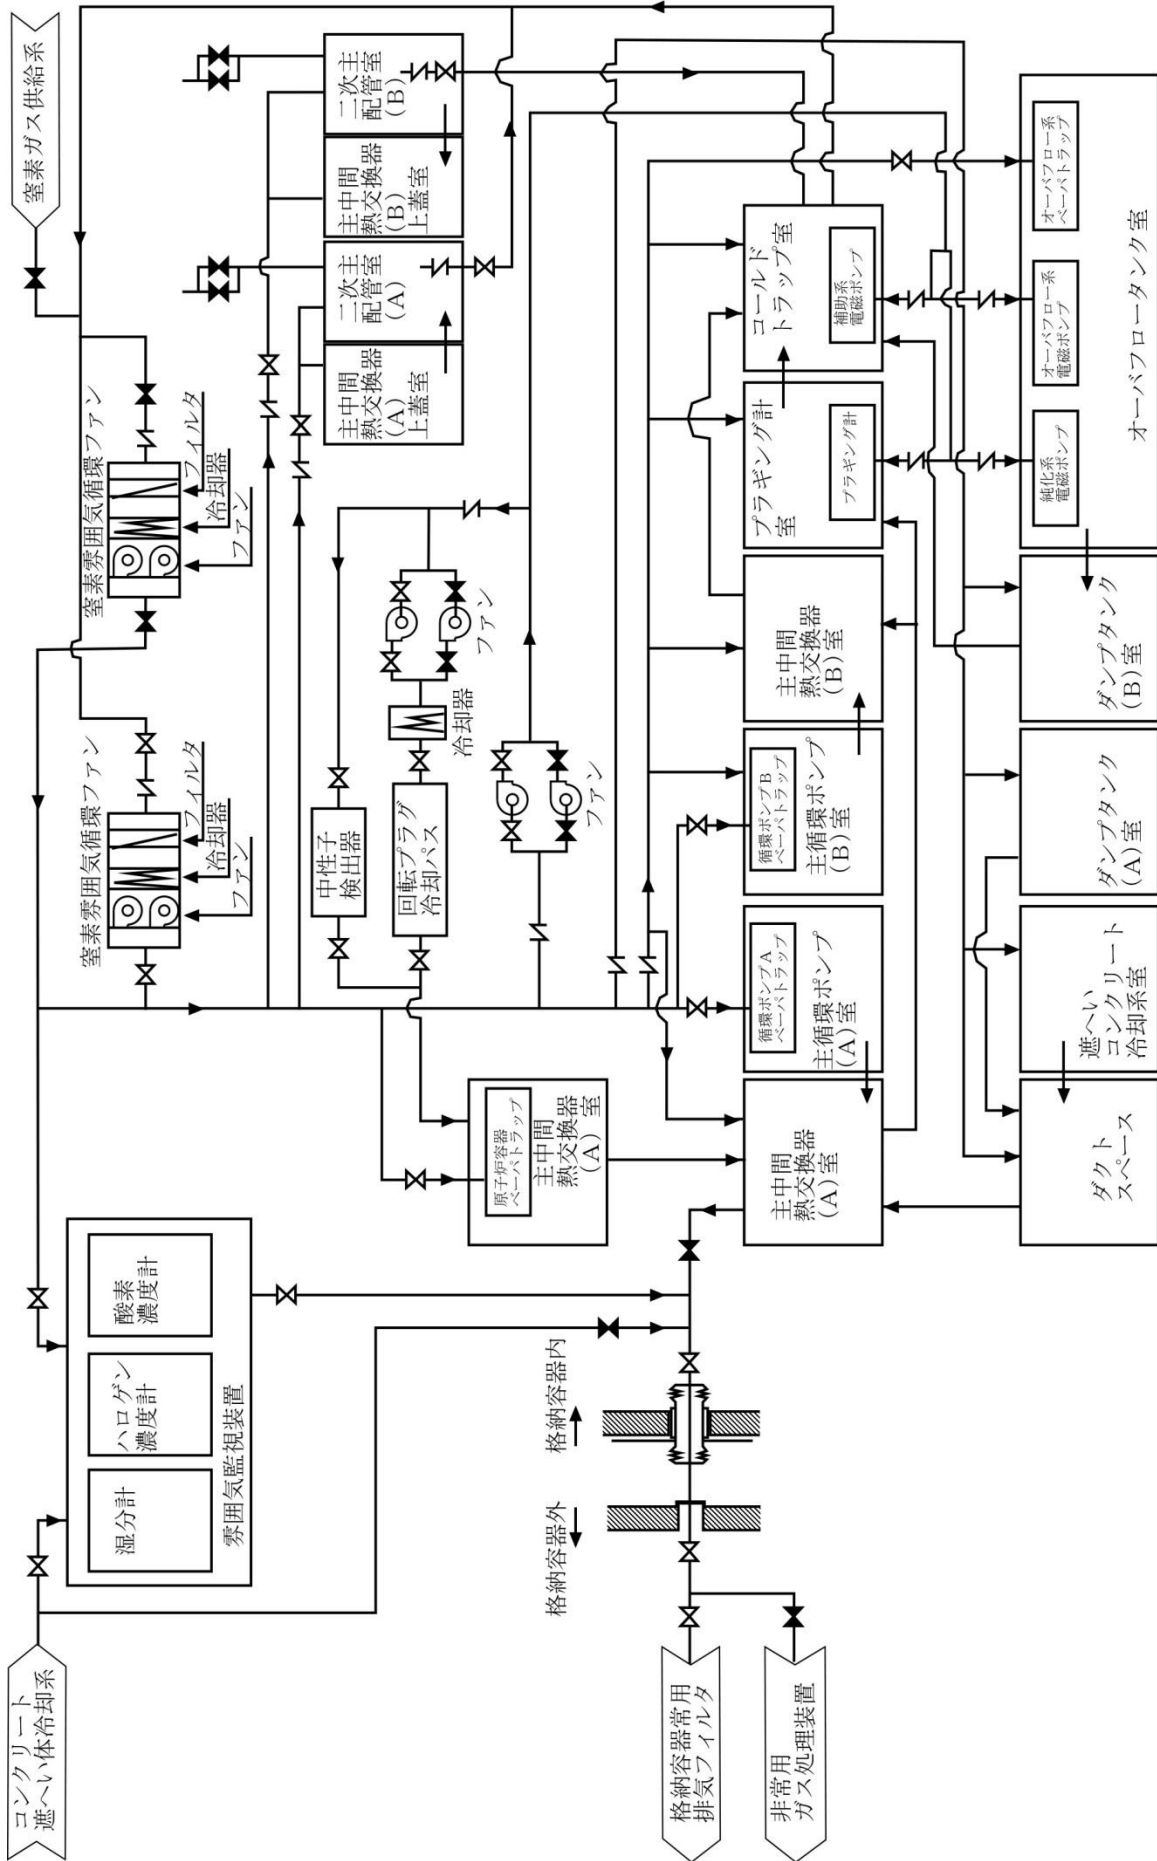 コンクリート
遮へい体冷却系
湿分計
ハロゲン
濃度計
酸素
濃度計
雰囲気監視装置
窒素雰囲気循環ファン
フィルタ
冷却器
ファン
窒素雰囲気循環ファン
フィルタ
冷却器
ファン
窒素ガス供給系
中性子
検出器
回転プラグ
冷却パス
冷却器
ファン
ファン
主中間
熱交換器
(A)
上蓋室
二次主
配管室
(A)
主中間
熱交換器
(B)
上蓋室
二次主
配管室
(B)
原子炉容器
ベーパトラップ
主中間
熱交換器
(A) 室
格納容器外
格納容器内
格納容器常用
排気フィルタ
非常用
ガス処理装置
主中間
熱交換器
(A)室
循環ポンプA
ベーパトラップ
主循環ポンプ
(A)室
循環ポンプB
ベーパトラップ
主循環ポンプ
(B)室
主中間
熱交換器
(B)室
プラギング計
室
プラギング計
コールド
トラップ室
補助系
電磁ポンプ
ダクト
スペース
遮へい
コンクリート
冷却系室
ダンプタンク
(A)室
ダンプタンク
(B)室
純化系
電磁ポンプ
オーバフロー系
電磁ポンプ
オーバフロー系
ベーパトラップ
オーバフロータンク室